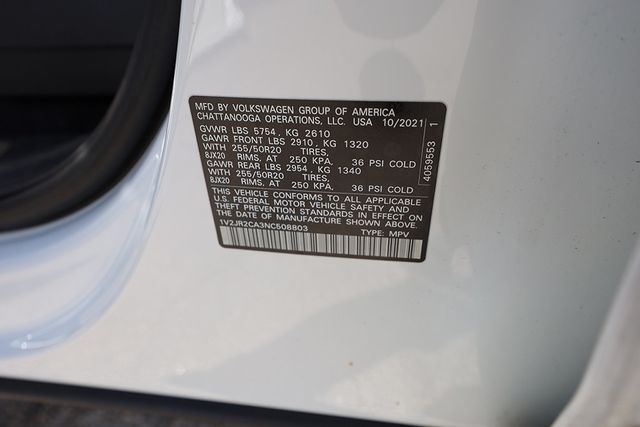 MFD BY VOLKSWAGEN GROUP OF AMERICA
CHATTANOOGA OPERATIONS, LLC. USA 10/2021
GVWR LBS 5754, KG 2610
GAWR FRONT LBS 2910, KG 1320
WITH 255/50R20 TIRES,
8JX20 RIMS, AT 250 KPA, 36 PSI COLD
GAWR REAR LBS 2954, KG 1340
WITH 255/50R20 TIRES,
8JX20 RIMS, AT 250 KPA, 36 PSI COLD
THIS VEHICLE CONFORMS TO ALL APPLICABLE
U.S. FEDERAL MOTOR VEHICLE SAFETY AND
THEFT PREVENTION STANDARDS IN EFFECT ON
THE DATE OF MANUFACTURE SHOWN ABOVE.
1V2JR2CA3NC508803
TYPE: MPV
4059553 1